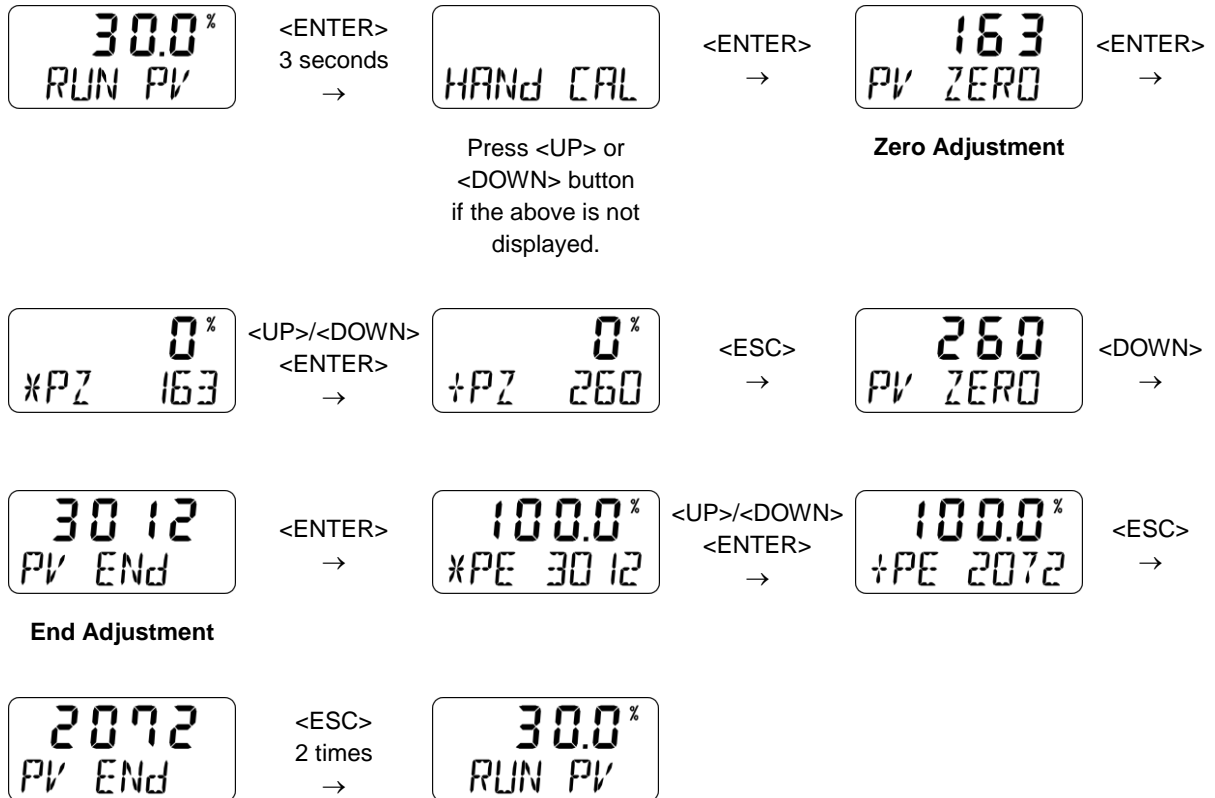 30.0%
RUN PV
<ENTER>
3 seconds
→
HANd CAL
Press <UP> or
<DOWN> button
if the above is not
displayed.
<ENTER>
→
163
PV ZERO
Zero Adjustment
<ENTER>
→
0%
*PZ 163
<UP>/<DOWN>
<ENTER>
→
0%
+PZ 260
<ESC>
→
260
PV ZERO
<DOWN>
→
3012
PV ENd
End Adjustment
<ENTER>
→
100.0%
*PE 3012
<UP>/<DOWN>
<ENTER>
→
100.0%
+PE 2072
<ESC>
→
2072
PV ENd
<ESC>
2 times
→
30.0%
RUN PV